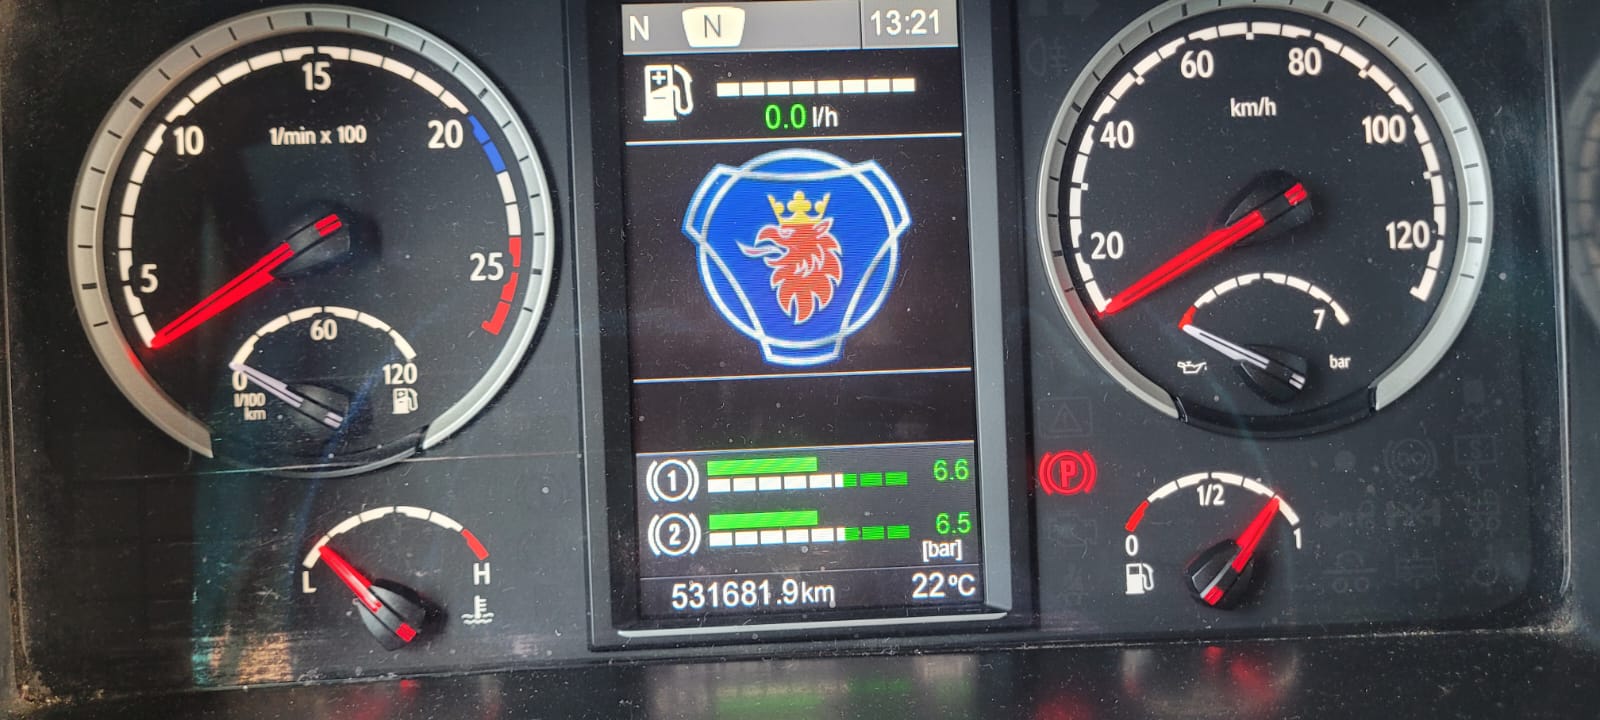 N N 13:21
0.0 l/h
5 10 15 20 25
1/min x 100
0 60 120
l/100
km
20 40 60 80 100 120
km/h
7
bar
1 6.6
2 6.5
[bar]
531681.9km 22°C
L H
P
0 1/2 1